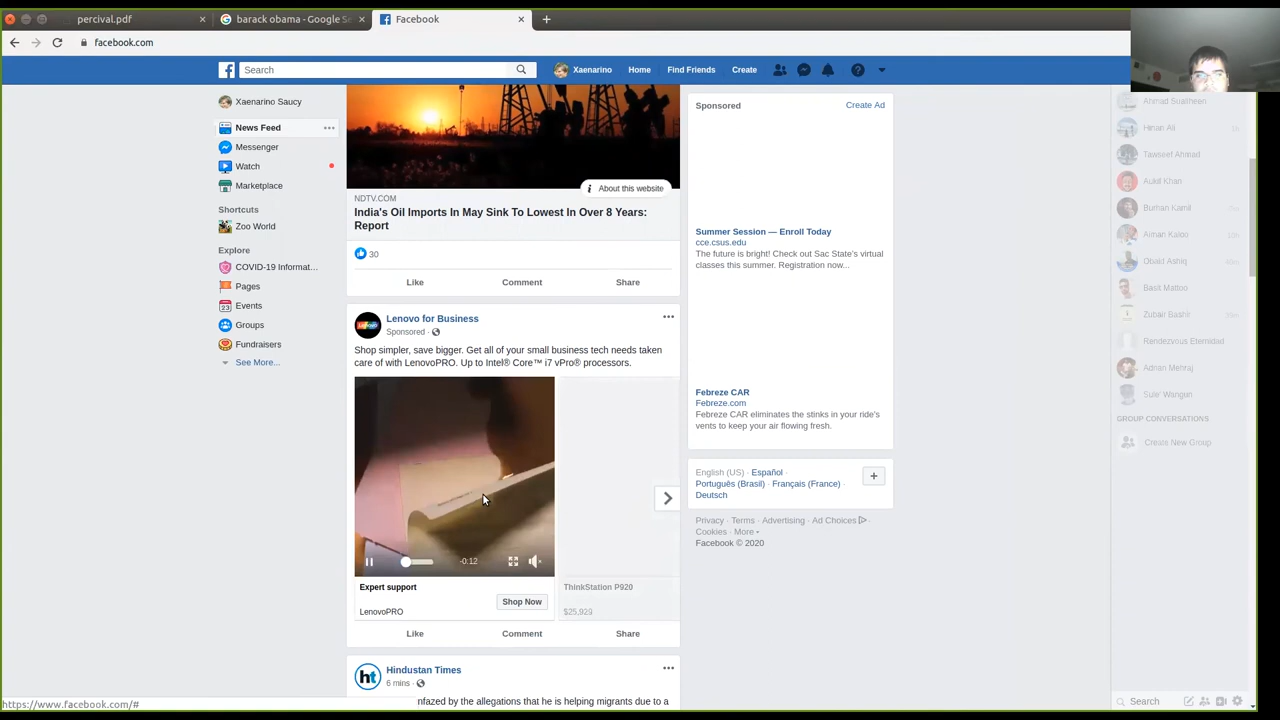 percival.pdf
barack obama - Google Se
Facebook
facebook.com
Search
Xaenarino
Home
Find Friends
Create
Xaenarino Saucy
News Feed
Messenger
Watch
Marketplace
Shortcuts
Zoo World
Explore
COVID-19 Informat...
Pages
Events
Groups
Fundraisers
See More...
About this website
NDTV.COM
India's Oil Imports In May Sink To Lowest In Over 8 Years:
Report
30
Like Comment Share
Lenovo for Business
Sponsored ·
Shop simpler, save bigger. Get all of your small business tech needs taken
care of with LenovoPRO. Up to Intel® Core™ i7 vPro® processors.
-0:12
Expert support
LenovoPRO
Shop Now
ThinkStation P920
$25,929
Like Comment Share
ht
Hindustan Times
6 mins ·
nfazed by the allegations that he is helping migrants due to a
Sponsored
Create Ad
Summer Session — Enroll Today
cce.csus.edu
The future is bright! Check out Sac State's virtual
classes this summer. Registration now...
Febreze CAR
Febreze.com
Febreze CAR eliminates the stinks in your ride's
vents to keep your air flowing fresh.
English (US) · Español ·
Português (Brasil) · Français (France) ·
Deutsch
Privacy · Terms · Advertising · Ad Choices ·
Cookies · More
Facebook © 2020
Hinan Ali 1h
Tawseef Ahmad
Aukif Khan
Burhan Kamil
Aiman Kaloo 10h
Obaid Ashiq
Basit Mattoo
Zubair Bashir
Rendezvous Eternidad
Adnan Mehraj
Sule' Wangun
GROUP CONVERSATIONS
Create New Group
Search
https://www.facebook.com/#